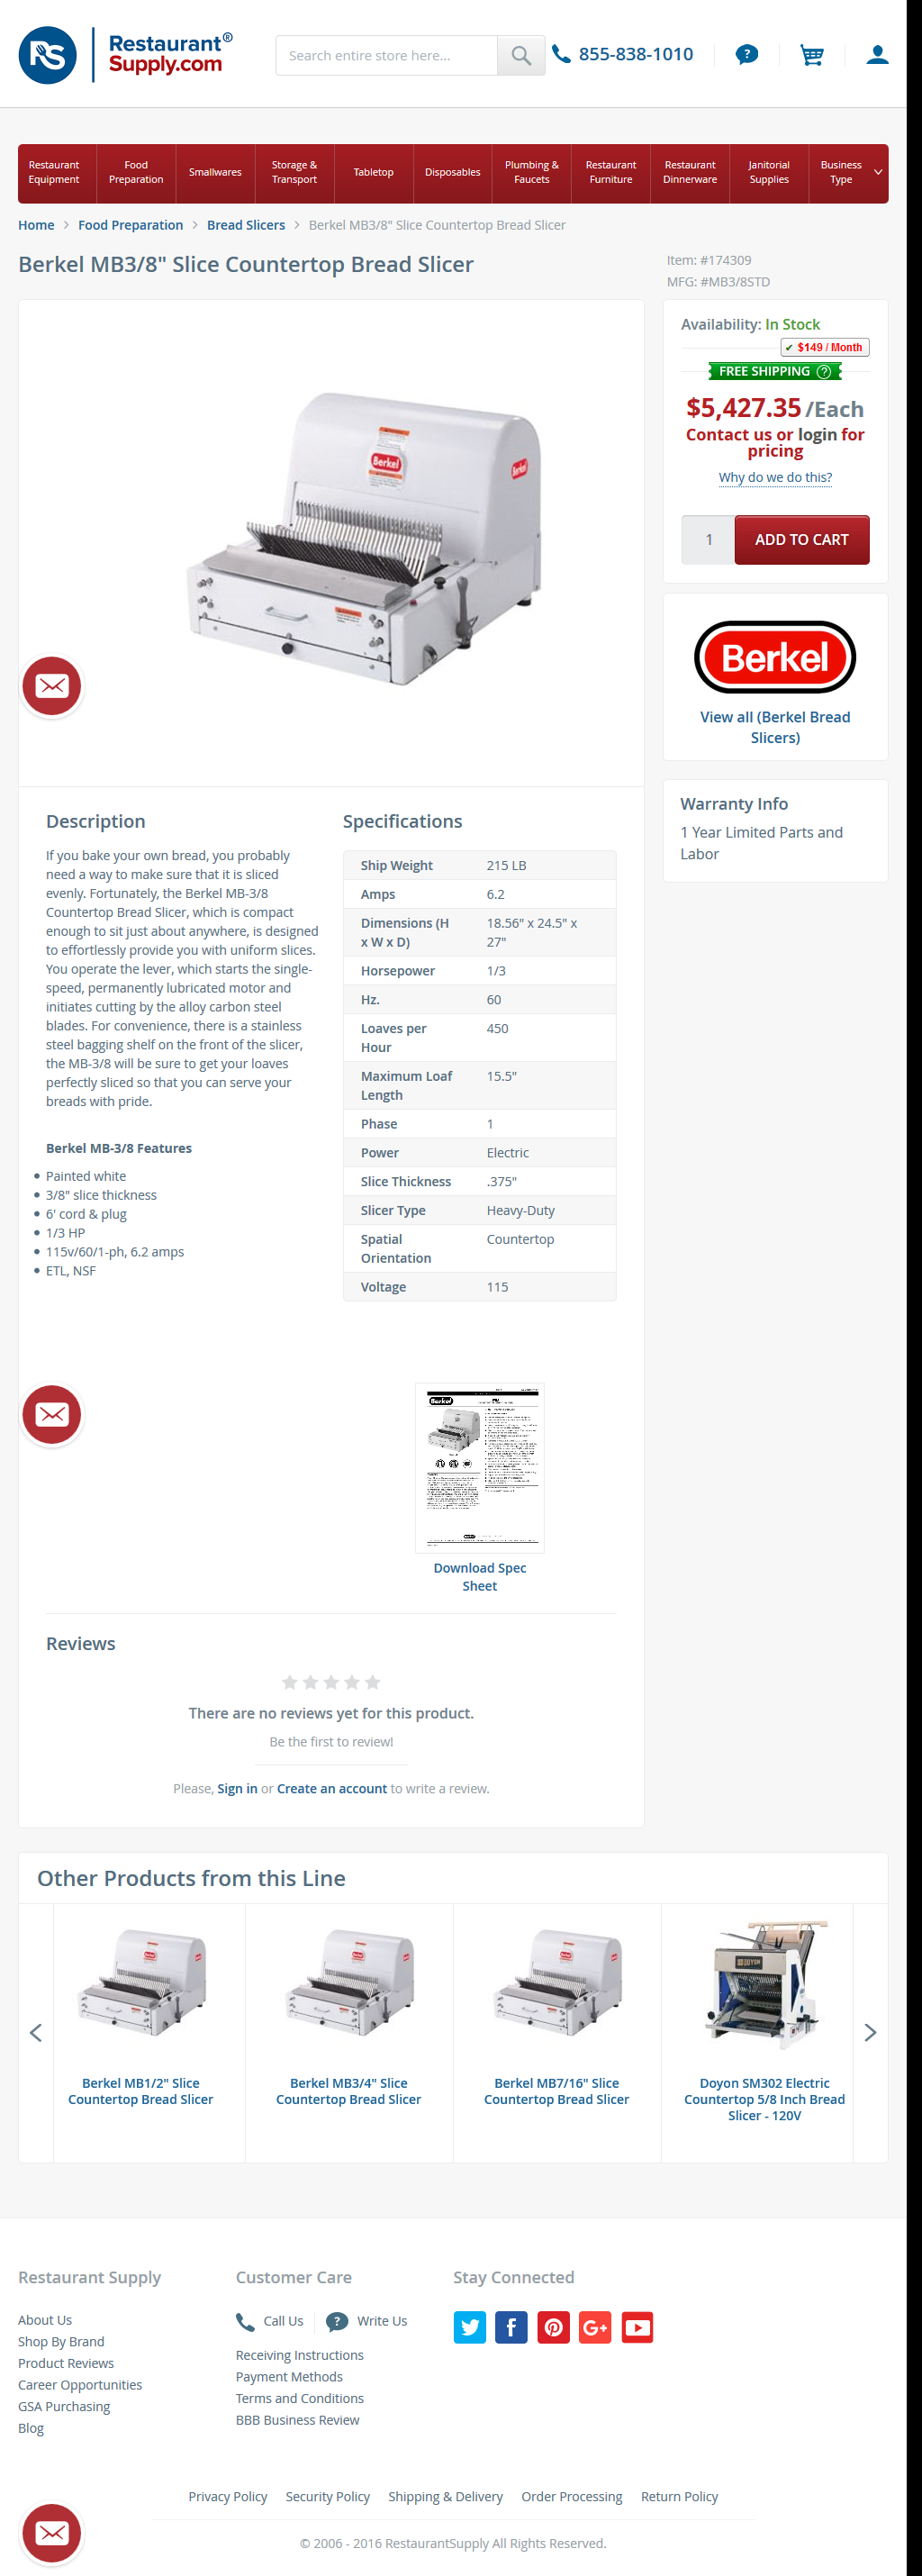 RS
Restaurant®
Supply.com
Search entire store here...
855-838-1010
?
Restaurant
Equipment
Food
Preparation
Smallwares
Storage &
Transport
Tabletop
Disposables
Plumbing &
Faucets
Restaurant
Furniture
Restaurant
Dinnerware
Janitorial
Supplies
Business
Type
Home > Food Preparation > Bread Slicers > Berkel MB3/8" Slice Countertop Bread Slicer
Berkel MB3/8" Slice Countertop Bread Slicer
Item: #174309
MFG: #MB3/8STD
Berkel
Berkel
Availability: In Stock
✔ $149 / Month
FREE SHIPPING ?
$5,427.35 /Each
Contact us or login for
pricing
Why do we do this?
1
ADD TO CART
Berkel
View all (Berkel Bread
Slicers)
Warranty Info
1 Year Limited Parts and
Labor
Description
If you bake your own bread, you probably
need a way to make sure that it is sliced
evenly. Fortunately, the Berkel MB-3/8
Countertop Bread Slicer, which is compact
enough to sit just about anywhere, is designed
to effortlessly provide you with uniform slices.
You operate the lever, which starts the single-
speed, permanently lubricated motor and
initiates cutting by the alloy carbon steel
blades. For convenience, there is a stainless
steel bagging shelf on the front of the slicer,
the MB-3/8 will be sure to get your loaves
perfectly sliced so that you can serve your
breads with pride.
Berkel MB-3/8 Features
• Painted white
• 3/8" slice thickness
• 6' cord & plug
• 1/3 HP
• 115v/60/1-ph, 6.2 amps
• ETL, NSF
Specifications
Ship Weight 215 LB
Amps 6.2
Dimensions (H 18.56" x 24.5" x
x W x D) 27"
Horsepower 1/3
Hz. 60
Loaves per 450
Hour
Maximum Loaf 15.5"
Length
Phase 1
Power Electric
Slice Thickness .375"
Slicer Type Heavy-Duty
Spatial Countertop
Orientation
Voltage 115
Berkel
Download Spec
Sheet
Reviews
There are no reviews yet for this product.
Be the first to review!
Please, Sign in or Create an account to write a review.
Other Products from this Line
DOYON
Berkel MB1/2" Slice
Countertop Bread Slicer
Berkel MB3/4" Slice
Countertop Bread Slicer
Berkel MB7/16" Slice
Countertop Bread Slicer
Doyon SM302 Electric
Countertop 5/8 Inch Bread
Slicer - 120V
Restaurant Supply
About Us
Shop By Brand
Product Reviews
Career Opportunities
GSA Purchasing
Blog
Customer Care
Call Us
? Write Us
Receiving Instructions
Payment Methods
Terms and Conditions
BBB Business Review
Stay Connected
f
G+
Privacy Policy Security Policy Shipping & Delivery Order Processing Return Policy
© 2006 - 2016 RestaurantSupply All Rights Reserved.